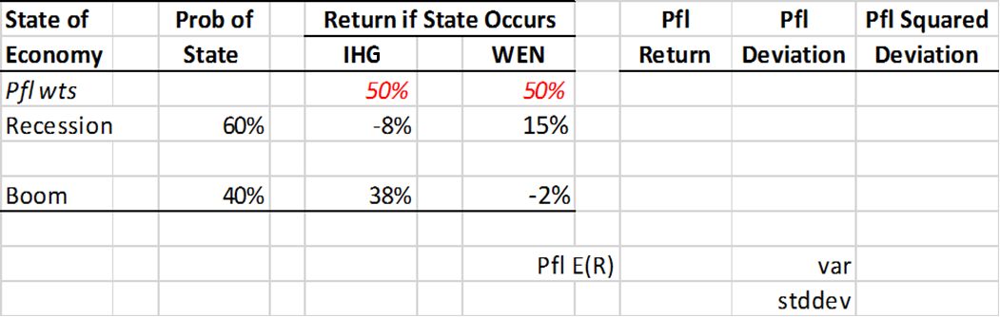 State of Prob of Return if State Occurs Pfl Pfl Pfl Squared
Economy State IHG WEN Return Deviation Deviation
Pfl wts 50% 50%
Recession 60% -8% 15%
Boom 40% 38% -2%
Pfl E(R) var
stddev